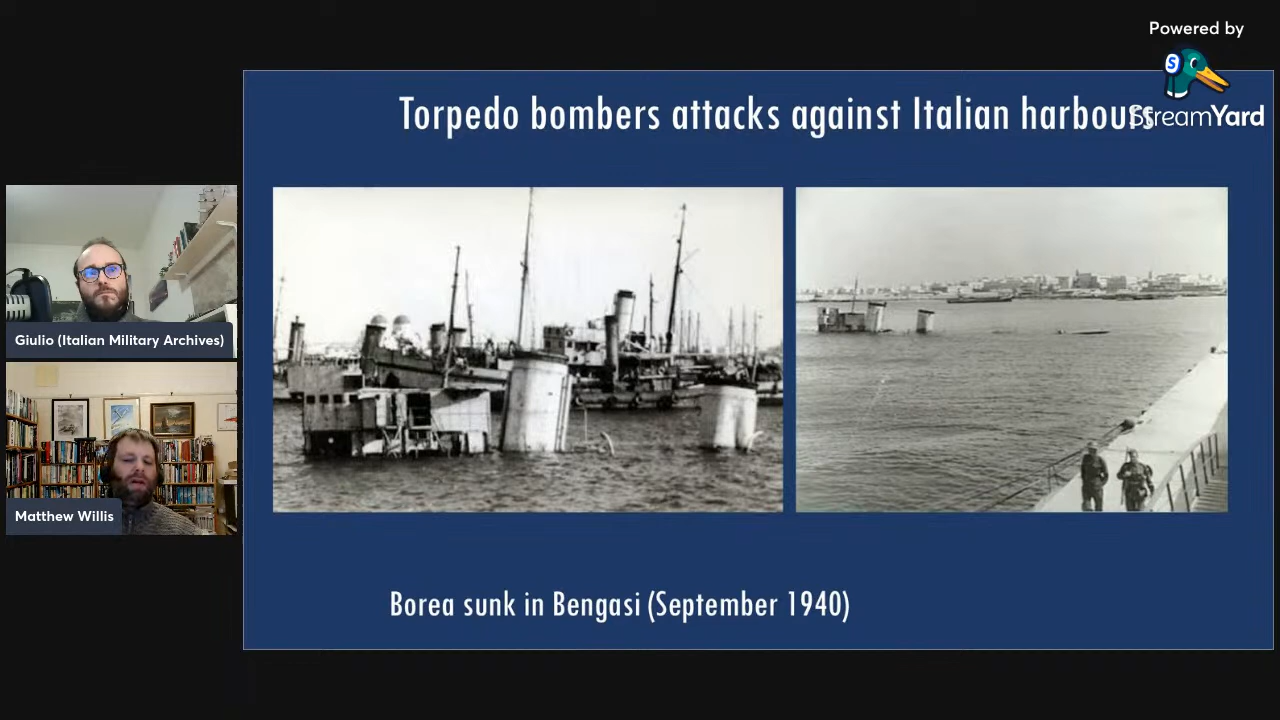 Powered by
StreamYard
Torpedo bombers attacks against Italian harbours
Giulio (Italian Military Archives)
Matthew Willis
Borea sunk in Bengasi (September 1940)